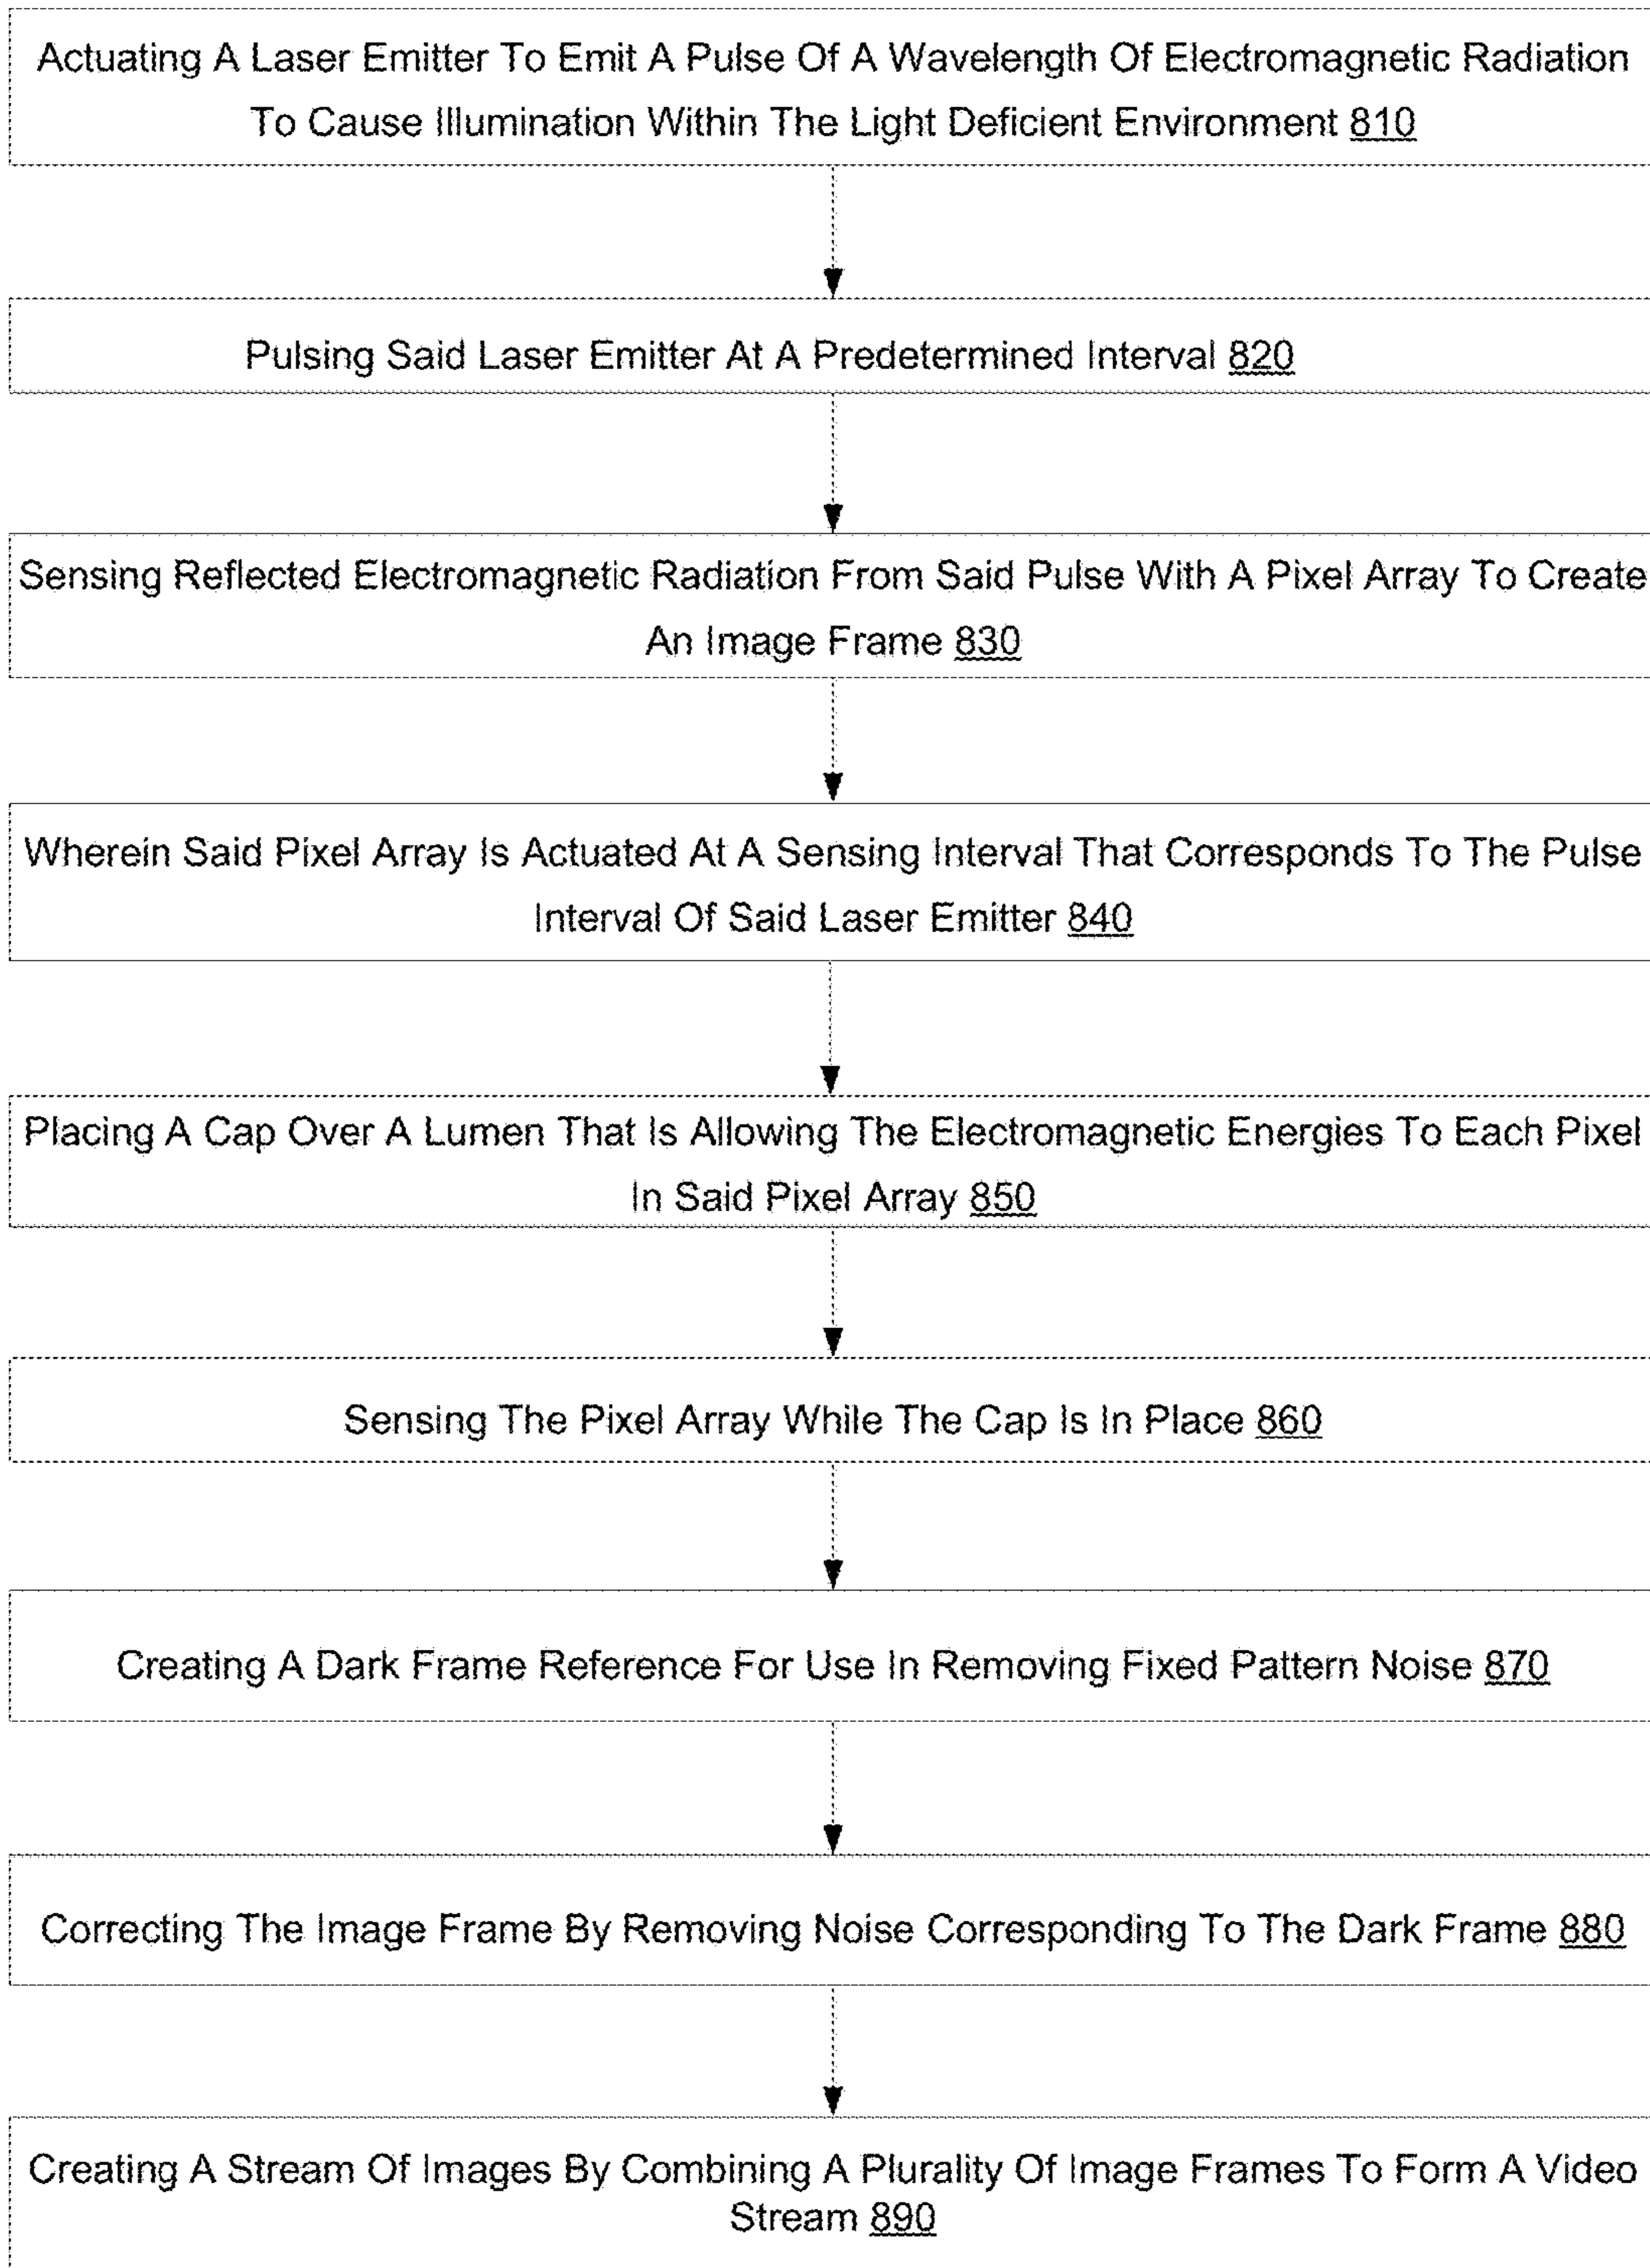 Actuating A Laser Emitter To Emit A Pulse Of A Wavelength Of Electromagnetic Radiation
To Cause Illumination Within The Light Deficient Environment 810
Pulsing Said Laser Emitter At A Predetermined Interval 820
Sensing Reflected Electromagnetic Radiation From Said Pulse With A Pixel Array To Create
An Image Frame 830
Wherein Said Pixel Array Is Actuated At A Sensing Interval That Corresponds To The Pulse
Interval Of Said Laser Emitter 840
Placing A Cap Over A Lumen That Is Allowing The Electromagnetic Energies To Each Pixel
In Said Pixel Array 850
Sensing The Pixel Array While The Cap Is In Place 860
Creating A Dark Frame Reference For Use In Removing Fixed Pattern Noise 870
Correcting The Image Frame By Removing Noise Corresponding To The Dark Frame 880
Creating A Stream Of Images By Combining A Plurality Of Image Frames To Form A Video
Stream 890